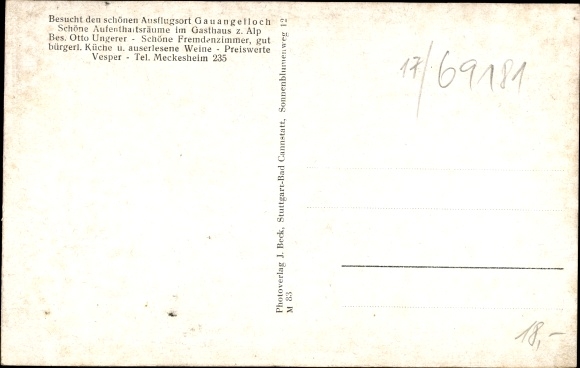 Besucht den schönen Ausflugsort Gauangelloch
Schöne Aufenthaltsräume im Gasthaus z. Alp
Bes. Otto Ungerer - Schöne Fremdenzimmer, gut
bürgerl. Küche u. auserlesene Weine - Preiswerte
Vesper - Tel. Meckesheim 235
Photoverlag J. Beck, Stuttgart-Bad Cannstatt, Sonnenblumenweg 12
M 83
17/69181
18,-